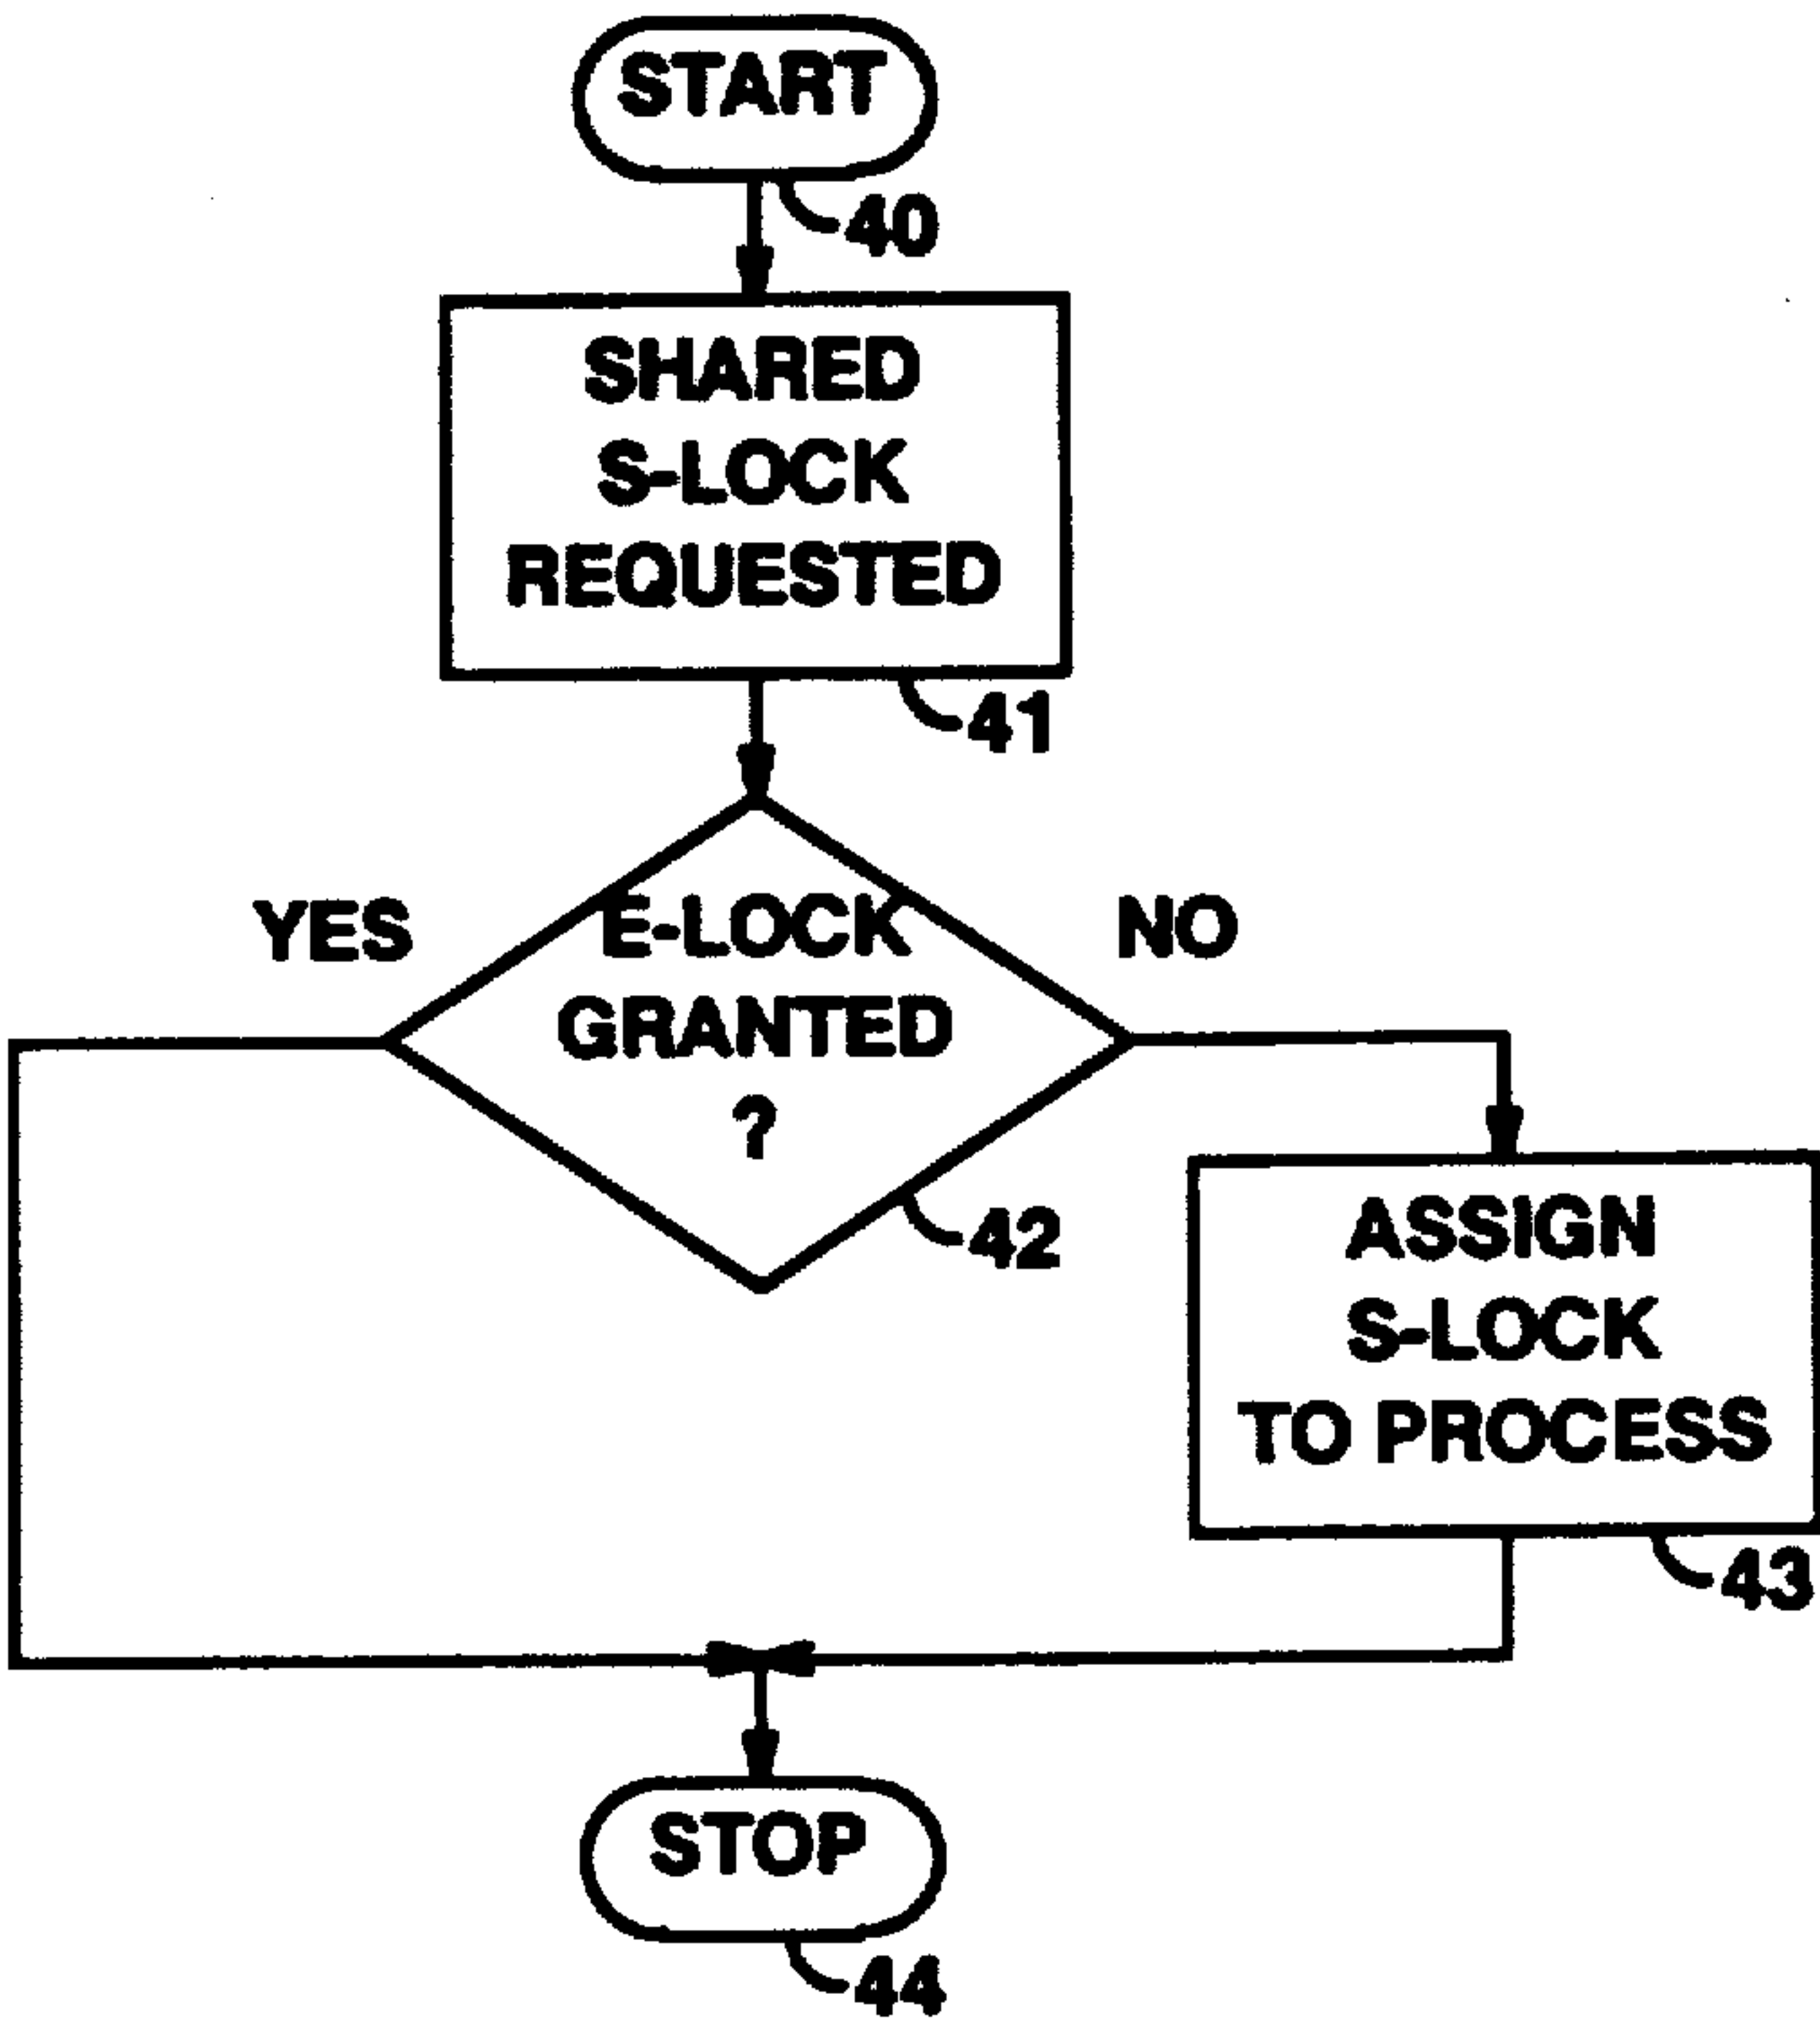 START
40
SHARED
S-LOCK
REQUESTED
41
YES
E-LOCK
GRANTED
?
NO
42
ASSIGN
S-LOCK
TO PROCESS
43
STOP
44